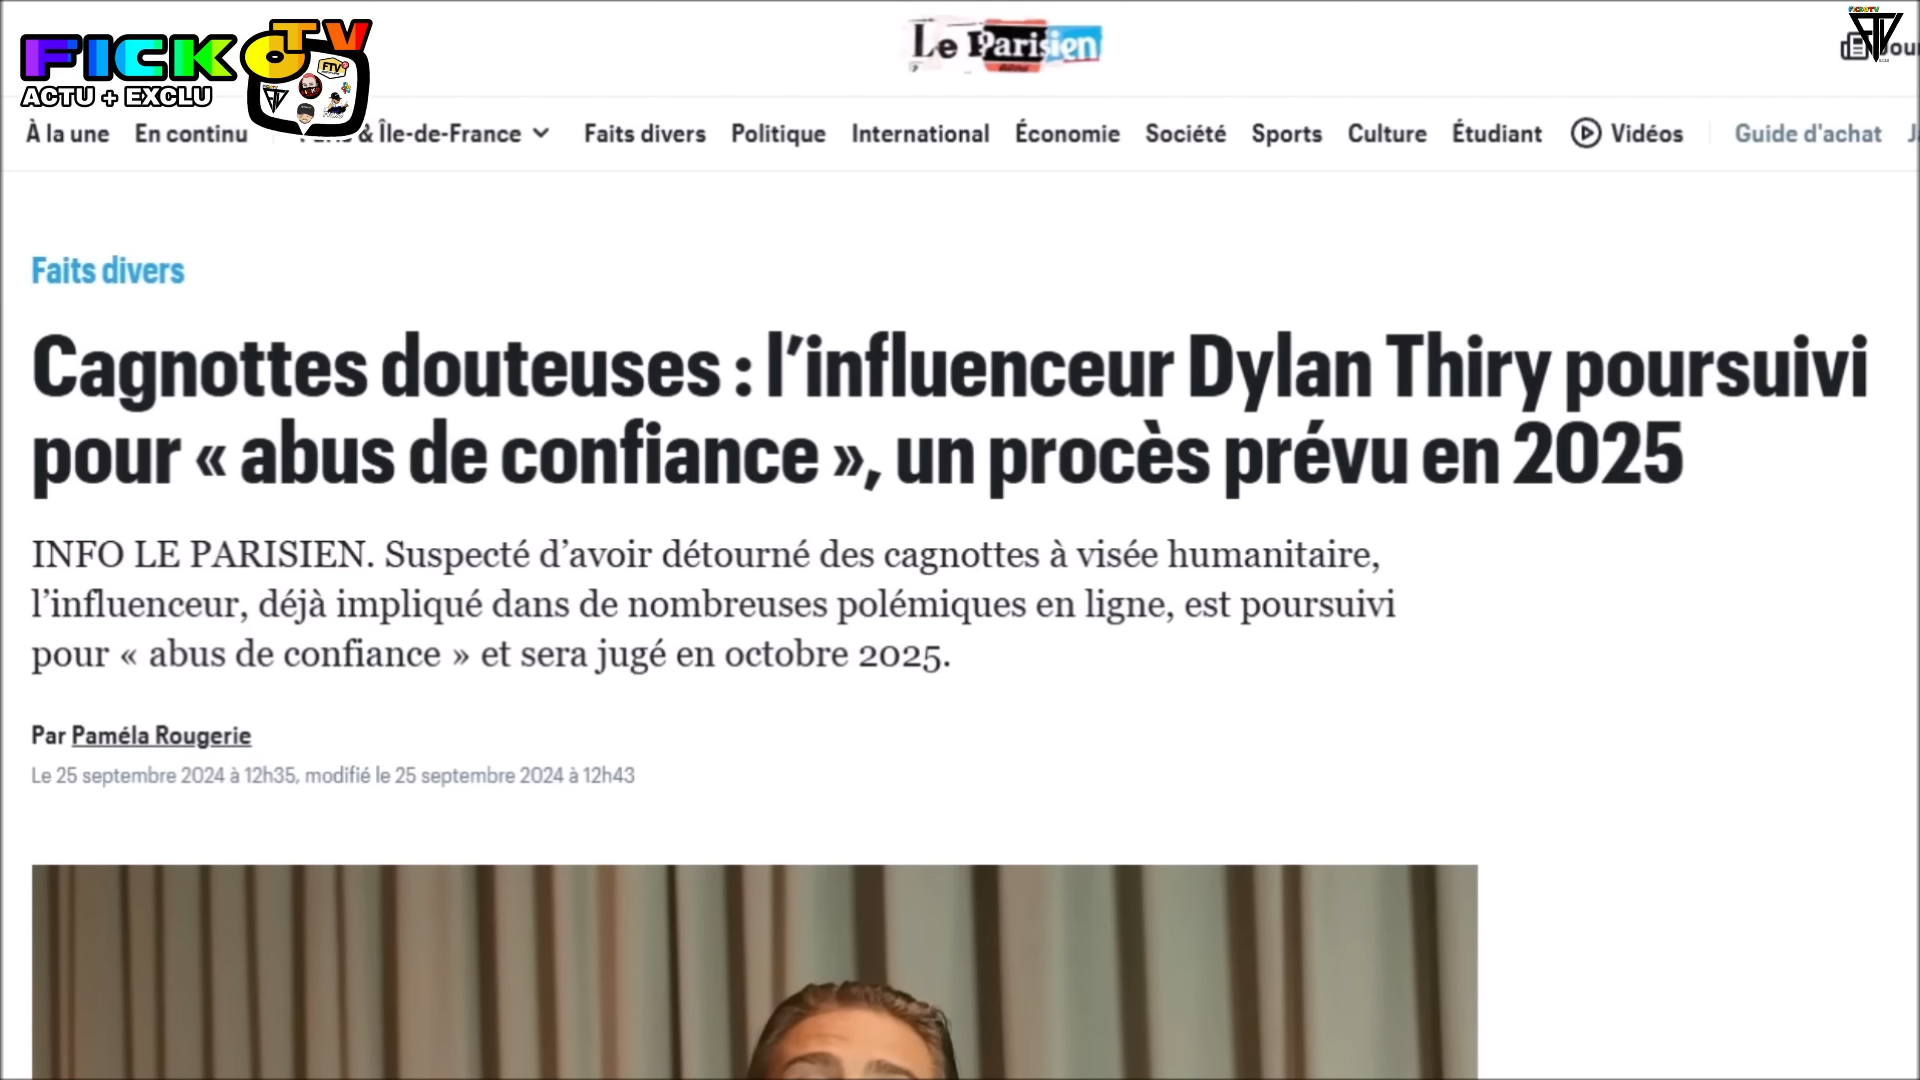 FICKOTV
ACTU + EXCLU
Le Parisien
À la une En continu & Île-de-France Faits divers Politique International Économie Société Sports Culture Étudiant Vidéos Guide d'achat
Faits divers
Cagnottes douteuses : l’influenceur Dylan Thiry poursuivi
pour « abus de confiance », un procès prévu en 2025
INFO LE PARISIEN. Suspecté d’avoir détourné des cagnottes à visée humanitaire,
l’influenceur, déjà impliqué dans de nombreuses polémiques en ligne, est poursuivi
pour « abus de confiance » et sera jugé en octobre 2025.
Par Paméla Rougerie
Le 25 septembre 2024 à 12h35, modifié le 25 septembre 2024 à 12h43